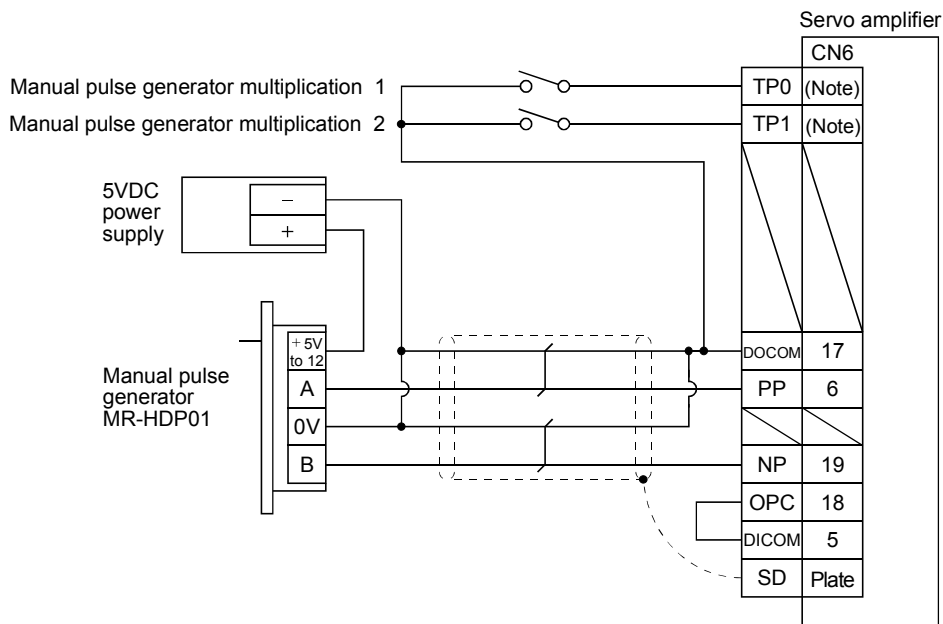 Servo amplifier
CN6
Manual pulse generator multiplication 1
TP0 (Note)
Manual pulse generator multiplication 2
TP1 (Note)
5VDC
power
supply
−
+
+5V
to 12
DOCOM 17
Manual pulse
generator
MR-HDP01
A
PP 6
0V
B
NP 19
OPC 18
DICOM 5
SD Plate